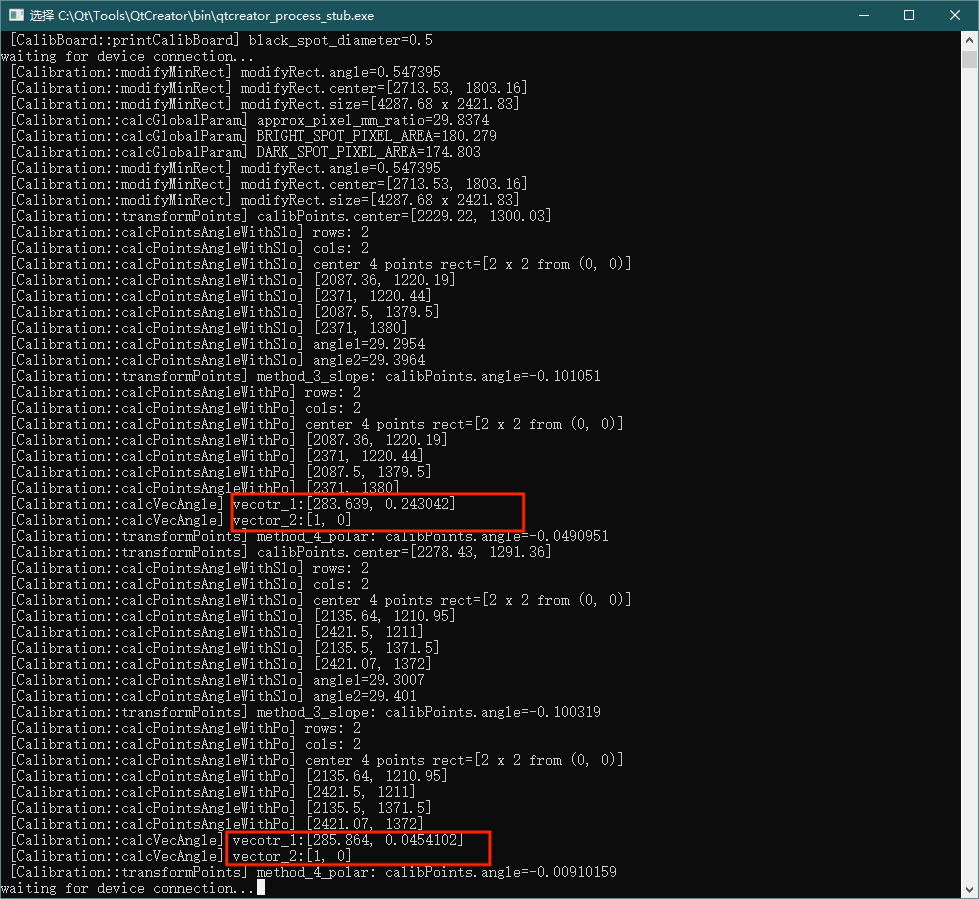 选择 C:\Qt\Tools\QtCreator\bin\qtcreator_process_stub.exe
[CalibBoard::printCalibBoard] black_spot_diameter=0.5
waiting for device connection...
[Calibration::modifyMinRect] modifyRect.angle=0.547395
[Calibration::modifyMinRect] modifyRect.center=[2713.53, 1803.16]
[Calibration::modifyMinRect] modifyRect.size=[4287.68 x 2421.83]
[Calibration::calcGlobalParam] approx_pixel_mm_ratio=29.8374
[Calibration::calcGlobalParam] BRIGHT_SPOT_PIXEL_AREA=180.279
[Calibration::calcGlobalParam] DARK_SPOT_PIXEL_AREA=174.803
[Calibration::modifyMinRect] modifyRect.angle=0.547395
[Calibration::modifyMinRect] modifyRect.center=[2713.53, 1803.16]
[Calibration::modifyMinRect] modifyRect.size=[4287.68 x 2421.83]
[Calibration::transformPoints] calibPoints.center=[2229.22, 1300.03]
[Calibration::calcPointsAngleWithSlo] rows: 2
[Calibration::calcPointsAngleWithSlo] cols: 2
[Calibration::calcPointsAngleWithSlo] center 4 points rect=[2 x 2 from (0, 0)]
[Calibration::calcPointsAngleWithSlo] [2087.36, 1220.19]
[Calibration::calcPointsAngleWithSlo] [2371, 1220.44]
[Calibration::calcPointsAngleWithSlo] [2087.5, 1379.5]
[Calibration::calcPointsAngleWithSlo] [2371, 1380]
[Calibration::calcPointsAngleWithSlo] angle1=29.2954
[Calibration::calcPointsAngleWithSlo] angle2=29.3964
[Calibration::transformPoints] method_3_slope: calibPoints.angle=-0.101051
[Calibration::calcPointsAngleWithPo] rows: 2
[Calibration::calcPointsAngleWithPo] cols: 2
[Calibration::calcPointsAngleWithPo] center 4 points rect=[2 x 2 from (0, 0)]
[Calibration::calcPointsAngleWithPo] [2087.36, 1220.19]
[Calibration::calcPointsAngleWithPo] [2371, 1220.44]
[Calibration::calcPointsAngleWithPo] [2087.5, 1379.5]
[Calibration::calcPointsAngleWithPo] [2371, 1380]
[Calibration::calcVecAngle] vecotr_1:[283.639, 0.243042]
[Calibration::calcVecAngle] vector_2:[1, 0]
[Calibration::transformPoints] method_4_polar: calibPoints.angle=-0.0490951
[Calibration::transformPoints] calibPoints.center=[2278.43, 1291.36]
[Calibration::calcPointsAngleWithSlo] rows: 2
[Calibration::calcPointsAngleWithSlo] cols: 2
[Calibration::calcPointsAngleWithSlo] center 4 points rect=[2 x 2 from (0, 0)]
[Calibration::calcPointsAngleWithSlo] [2135.64, 1210.95]
[Calibration::calcPointsAngleWithSlo] [2421.5, 1211]
[Calibration::calcPointsAngleWithSlo] [2135.5, 1371.5]
[Calibration::calcPointsAngleWithSlo] [2421.07, 1372]
[Calibration::calcPointsAngleWithSlo] angle1=29.3007
[Calibration::calcPointsAngleWithSlo] angle2=29.401
[Calibration::transformPoints] method_3_slope: calibPoints.angle=-0.100319
[Calibration::calcPointsAngleWithPo] rows: 2
[Calibration::calcPointsAngleWithPo] cols: 2
[Calibration::calcPointsAngleWithPo] center 4 points rect=[2 x 2 from (0, 0)]
[Calibration::calcPointsAngleWithPo] [2135.64, 1210.95]
[Calibration::calcPointsAngleWithPo] [2421.5, 1211]
[Calibration::calcPointsAngleWithPo] [2135.5, 1371.5]
[Calibration::calcPointsAngleWithPo] [2421.07, 1372]
[Calibration::calcVecAngle] vecotr_1:[285.864, 0.0454102]
[Calibration::calcVecAngle] vector_2:[1, 0]
[Calibration::transformPoints] method_4_polar: calibPoints.angle=-0.00910159
waiting for device connection...